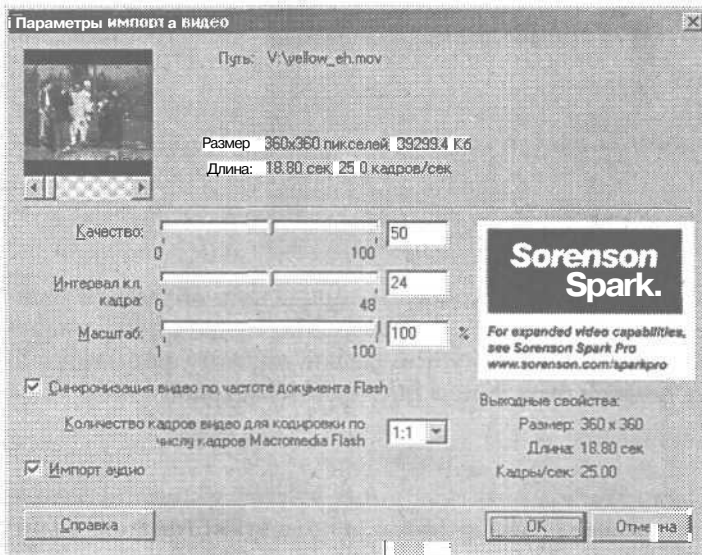 Параметры импорта видео
Путь: V:\yellow_eh.mov
Размер 360x360 пикселей, 39299.4 Кб
Длина: 18.80 сек, 25.0 кадров/сек
Качество: 50
0 100
Интервал кл. кадра: 24
0 48
Масштаб: 100 %
1 100
Sorenson
Spark.
For expanded video capabilities,
see Sorenson Spark Pro
www.sorenson.com/sparkpro
Синхронизация видео по частоте документа Flash
Количество кадров видео для кодировки по
числу кадров Macromedia Flash 1:1
Импорт аудио
Выходные свойства:
Размер: 360 x 360
Длина: 18.80 сек
Кадры/сек: 25.00
Справка
OK
Отмена